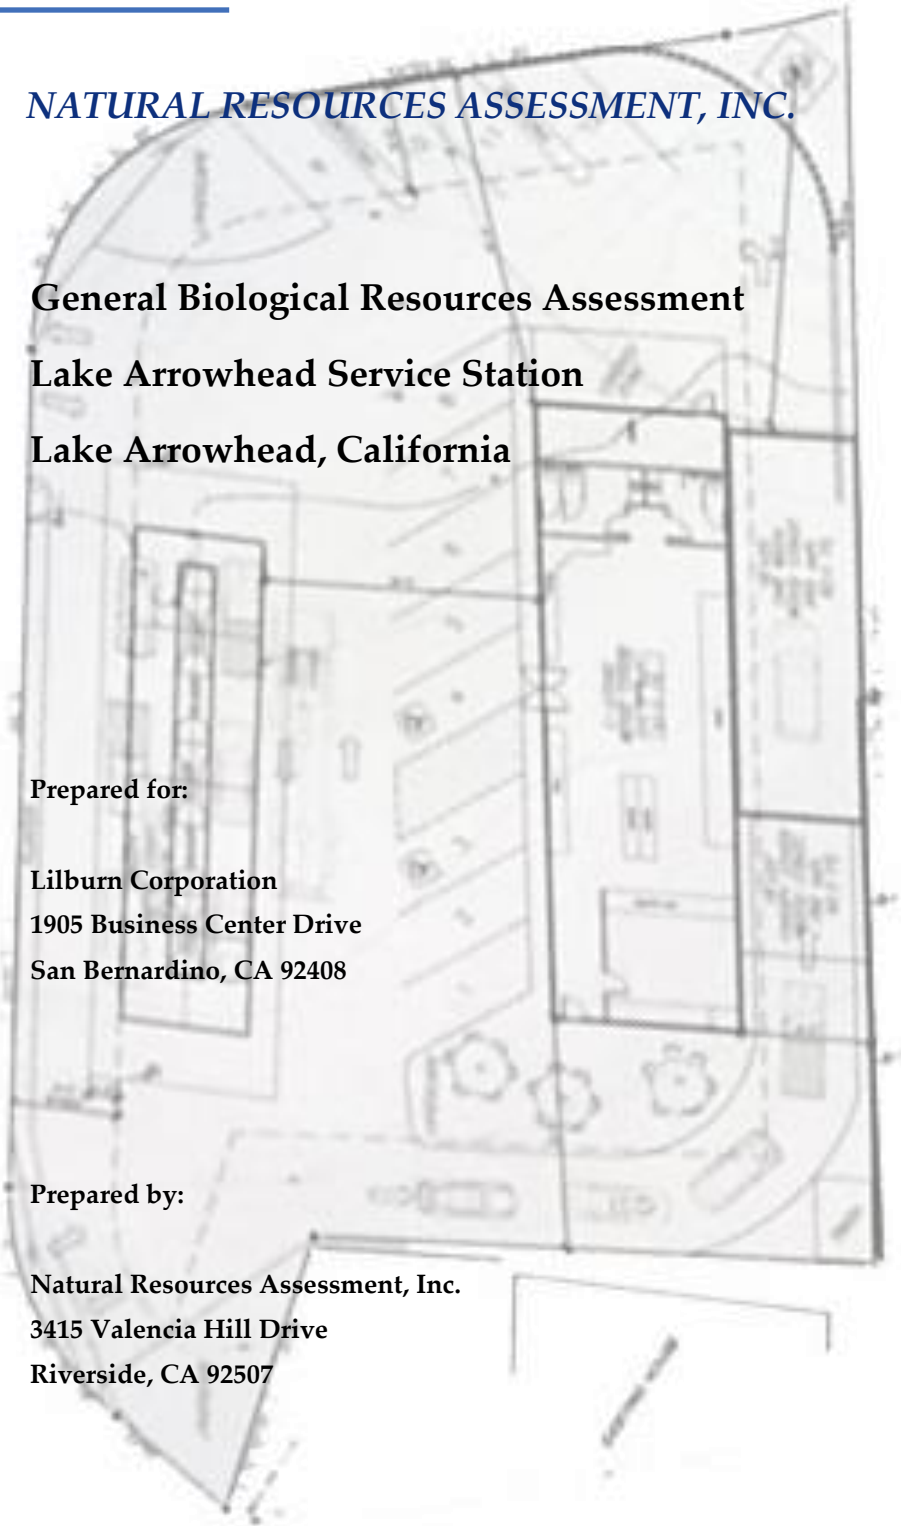 NATURAL RESOURCES ASSESSMENT, INC.
General Biological Resources Assessment
Lake Arrowhead Service Station
Lake Arrowhead, California
Prepared for:
Lilburn Corporation
1905 Business Center Drive
San Bernardino, CA 92408
Prepared by:
Natural Resources Assessment, Inc.
3415 Valencia Hill Drive
Riverside, CA 92507